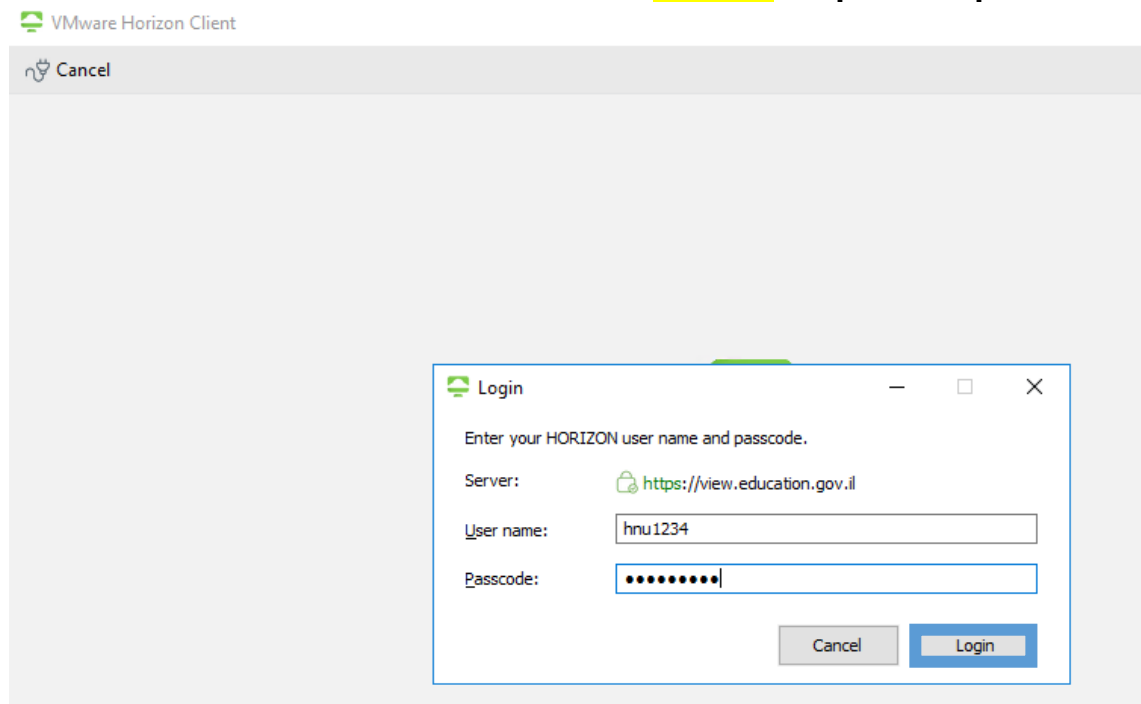 VMware Horizon Client
Cancel
Login
Enter your HORIZON user name and passcode.
Server: https://view.education.gov.il
User name: hnu1234
Passcode: •••••••••
Cancel Login